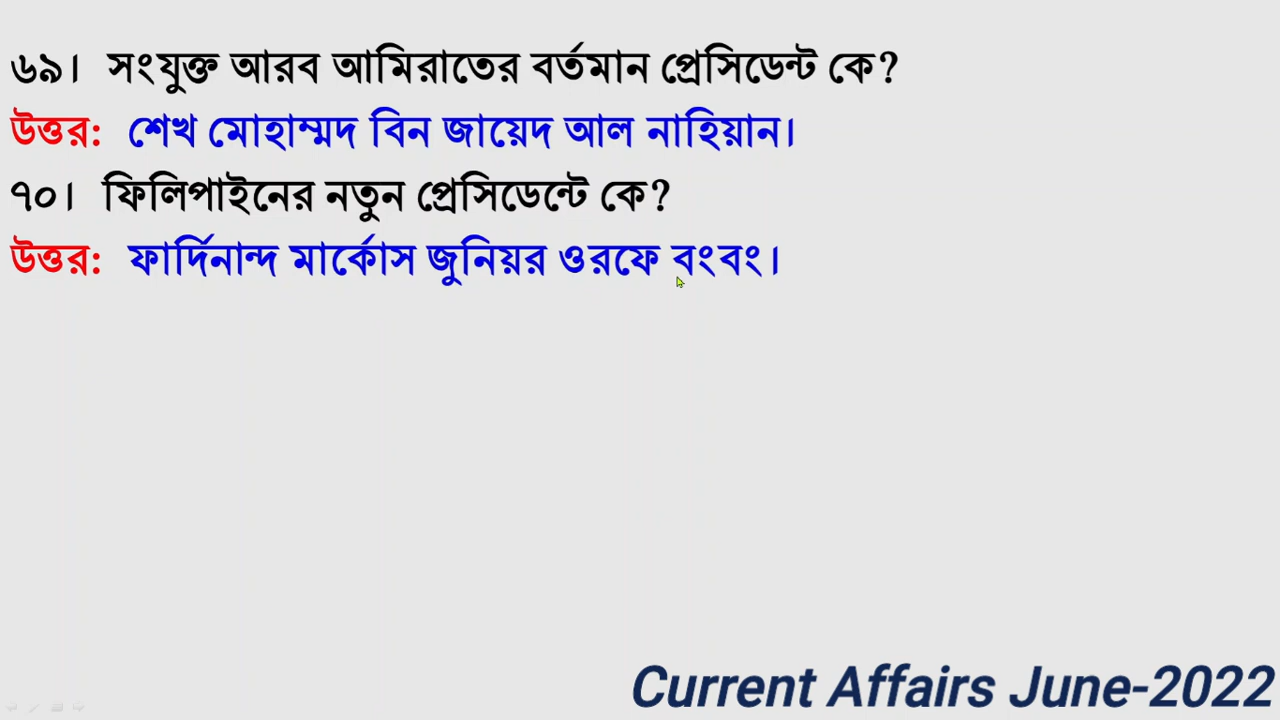 ৬৯। সংযুক্ত আরব আমিরাতের বর্তমান প্রেসিডেন্ট কে?
উত্তর: শেখ মোহাম্মদ বিন জায়েদ আল নাহিয়ান।
৭০। ফিলিপাইনের নতুন প্রেসিডেন্টে কে?
উত্তর: ফার্দিনান্দ মার্কোস জুনিয়র ওরফে বংবং।
Current Affairs June-2022